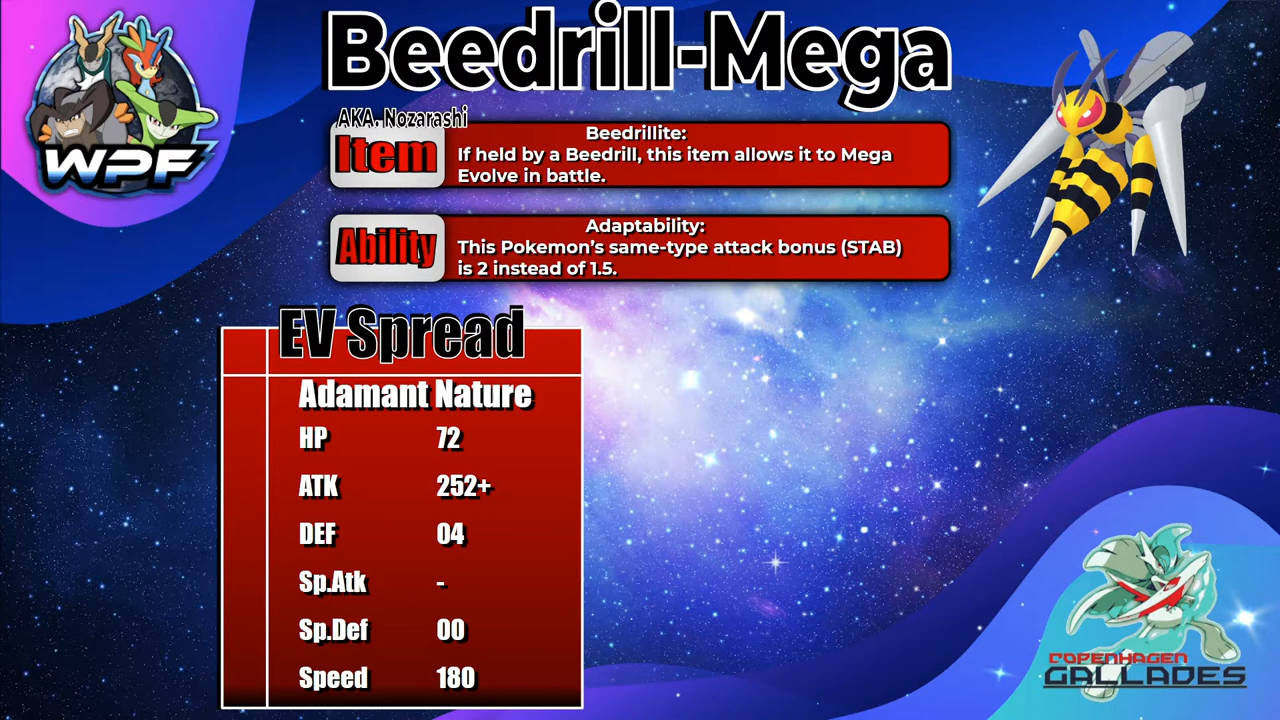 Beedrill-Mega
AKA. Nozarashi
Item
Beedrillite:
If held by a Beedrill, this item allows it to Mega
Evolve in battle.
Ability
Adaptability:
This Pokemon's same-type attack bonus (STAB)
is 2 instead of 1.5.
WPF
EV Spread
Adamant Nature
HP 72
ATK 252+
DEF 04
Sp.Atk -
Sp.Def 00
Speed 180
COPENHAGEN
GALLADES